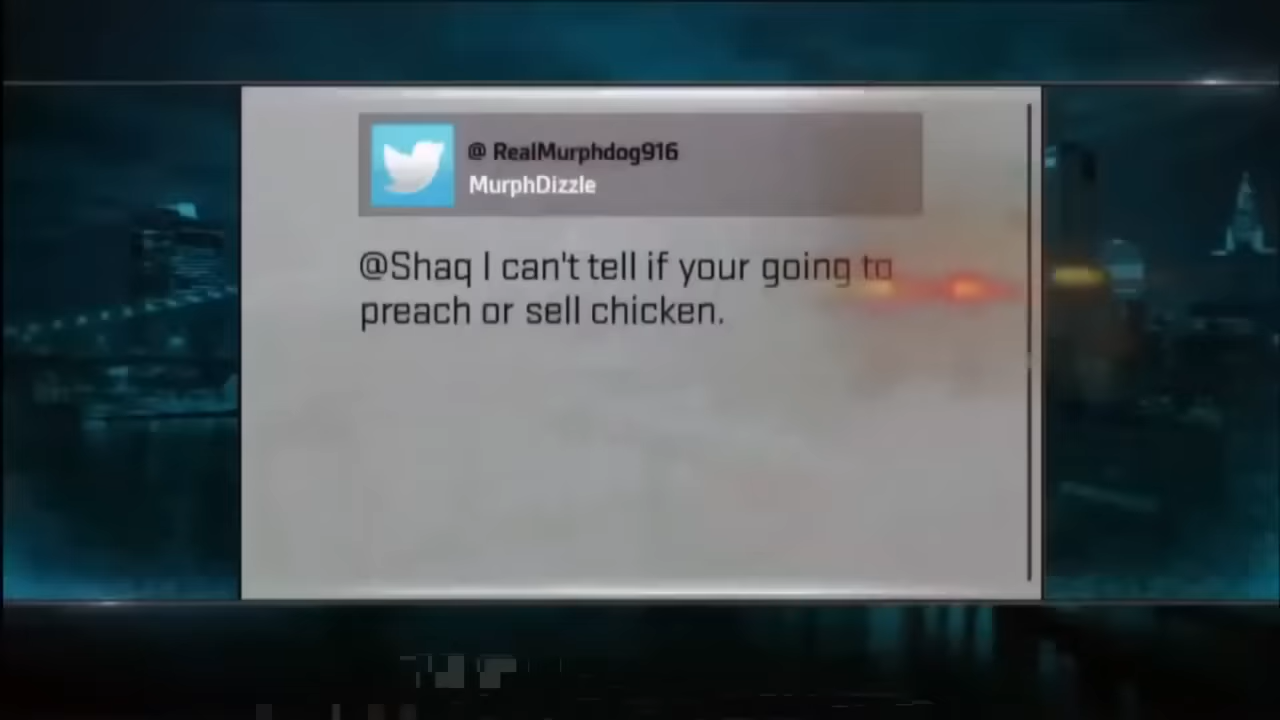 @ RealMurphdog916
MurphDizzle
@Shaq I can't tell if your going to
preach or sell chicken.